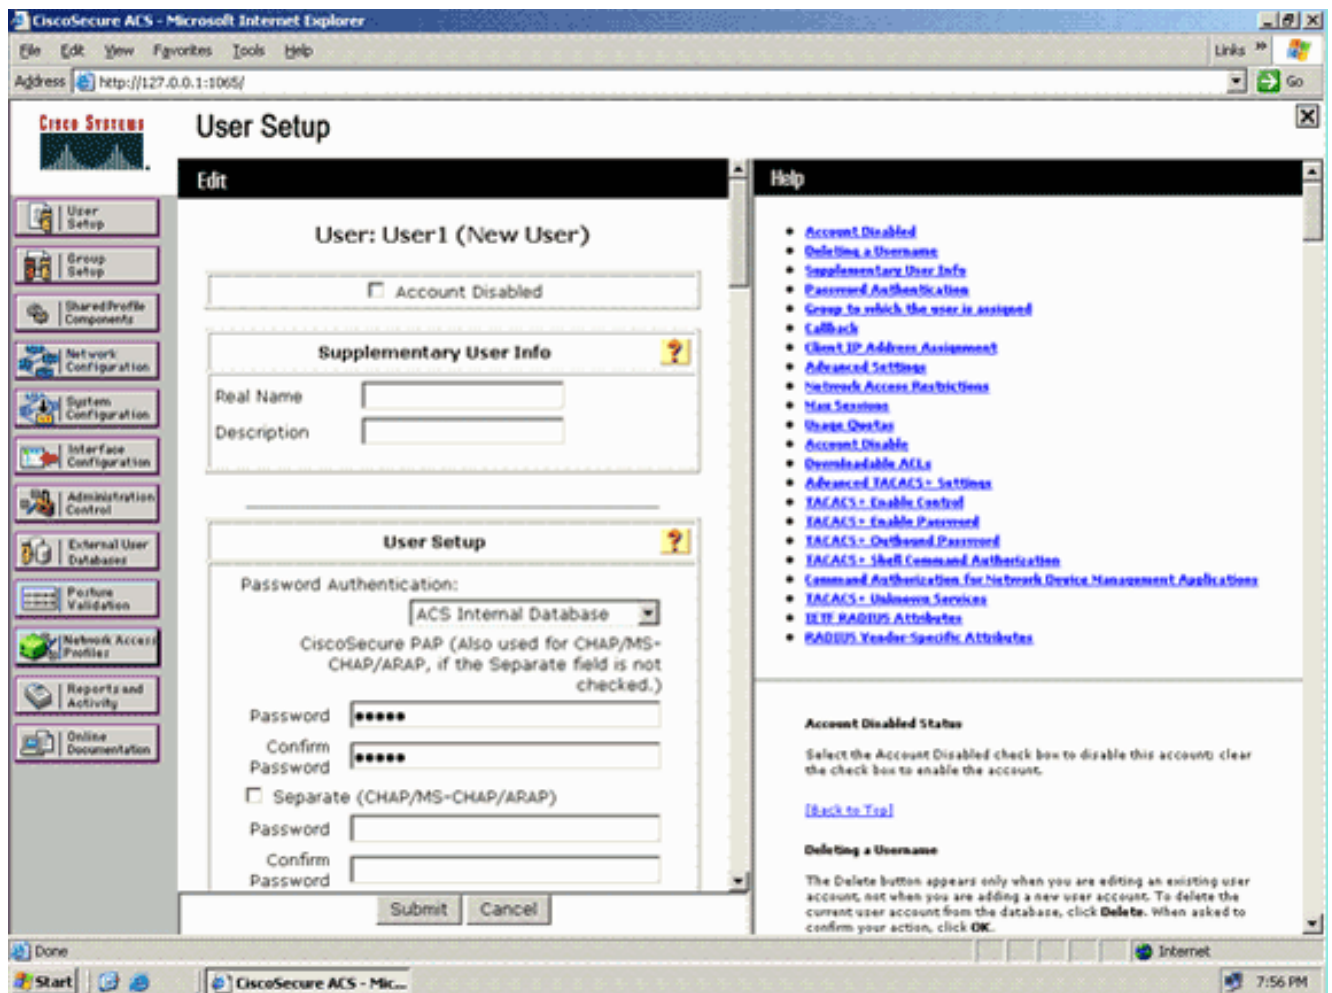 CiscoSecure ACS - Microsoft Internet Explorer
File Edit View Favorites Tools Help
Links »
Address http://127.0.0.1:1065/
Go
CISCO SYSTEMS
User Setup
Edit
User: User1 (New User)
Account Disabled
Supplementary User Info
?
Real Name
Description
User Setup
?
Password Authentication:
ACS Internal Database
CiscoSecure PAP (Also used for CHAP/MS-
CHAP/ARAP, if the Separate field is not
checked.)
Password •••••
Confirm
Password •••••
Separate (CHAP/MS-CHAP/ARAP)
Password
Confirm
Password
Submit
Cancel
User
Setup
Group
Setup
Shared Profile
Components
Network
Configuration
System
Configuration
Interface
Configuration
Administration
Control
External User
Databases
Posture
Validation
Network Access
Profiles
Reports and
Activity
Online
Documentation
Help
Account Disabled
Deleting a Username
Supplementary User Info
Password Authentication
Group to which the user is assigned
Callback
Client IP Address Assignment
Advanced Settings
Network Access Restrictions
Max Sessions
Usage Quotas
Account Disable
Downloadable ACLs
Advanced TACACS+ Settings
TACACS+ Enable Control
TACACS+ Enable Password
TACACS+ Outbound Password
TACACS+ Shell Command Authorization
Command Authorization for Network Device Management Applications
TACACS+ Unknown Services
IETF RADIUS Attributes
RADIUS Vendor-Specific Attributes
Account Disabled Status
Select the Account Disabled check box to disable this account; clear
the check box to enable the account.
[Back to Top]
Deleting a Username
The Delete button appears only when you are editing an existing user
account, not when you are adding a new user account. To delete the
current user account from the database, click Delete. When asked to
confirm your action, click OK.
Done
Internet
Start
CiscoSecure ACS - Mic...
7:56 PM